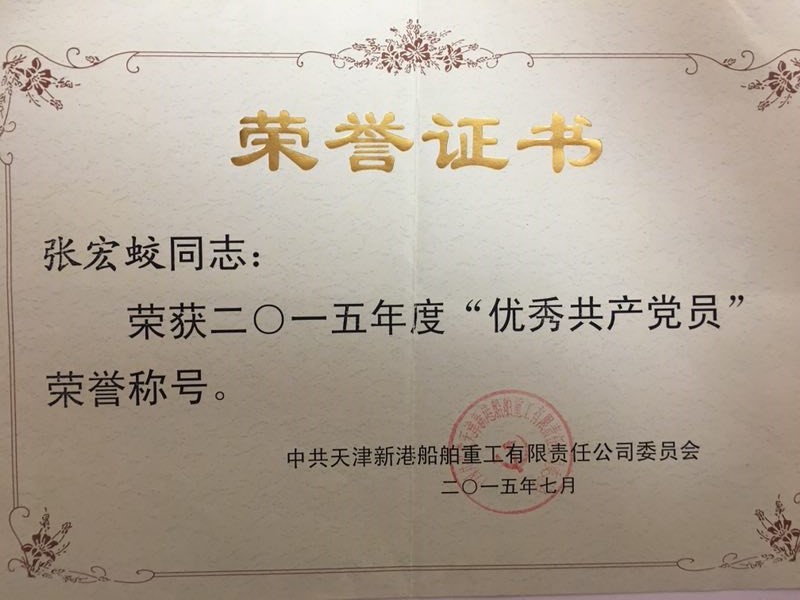 荣誉证书
张宏蛟同志：
荣获二〇一五年度“优秀共产党员”
荣誉称号。
中共天津新港船舶重工有限责任公司委员会
二〇一五年七月